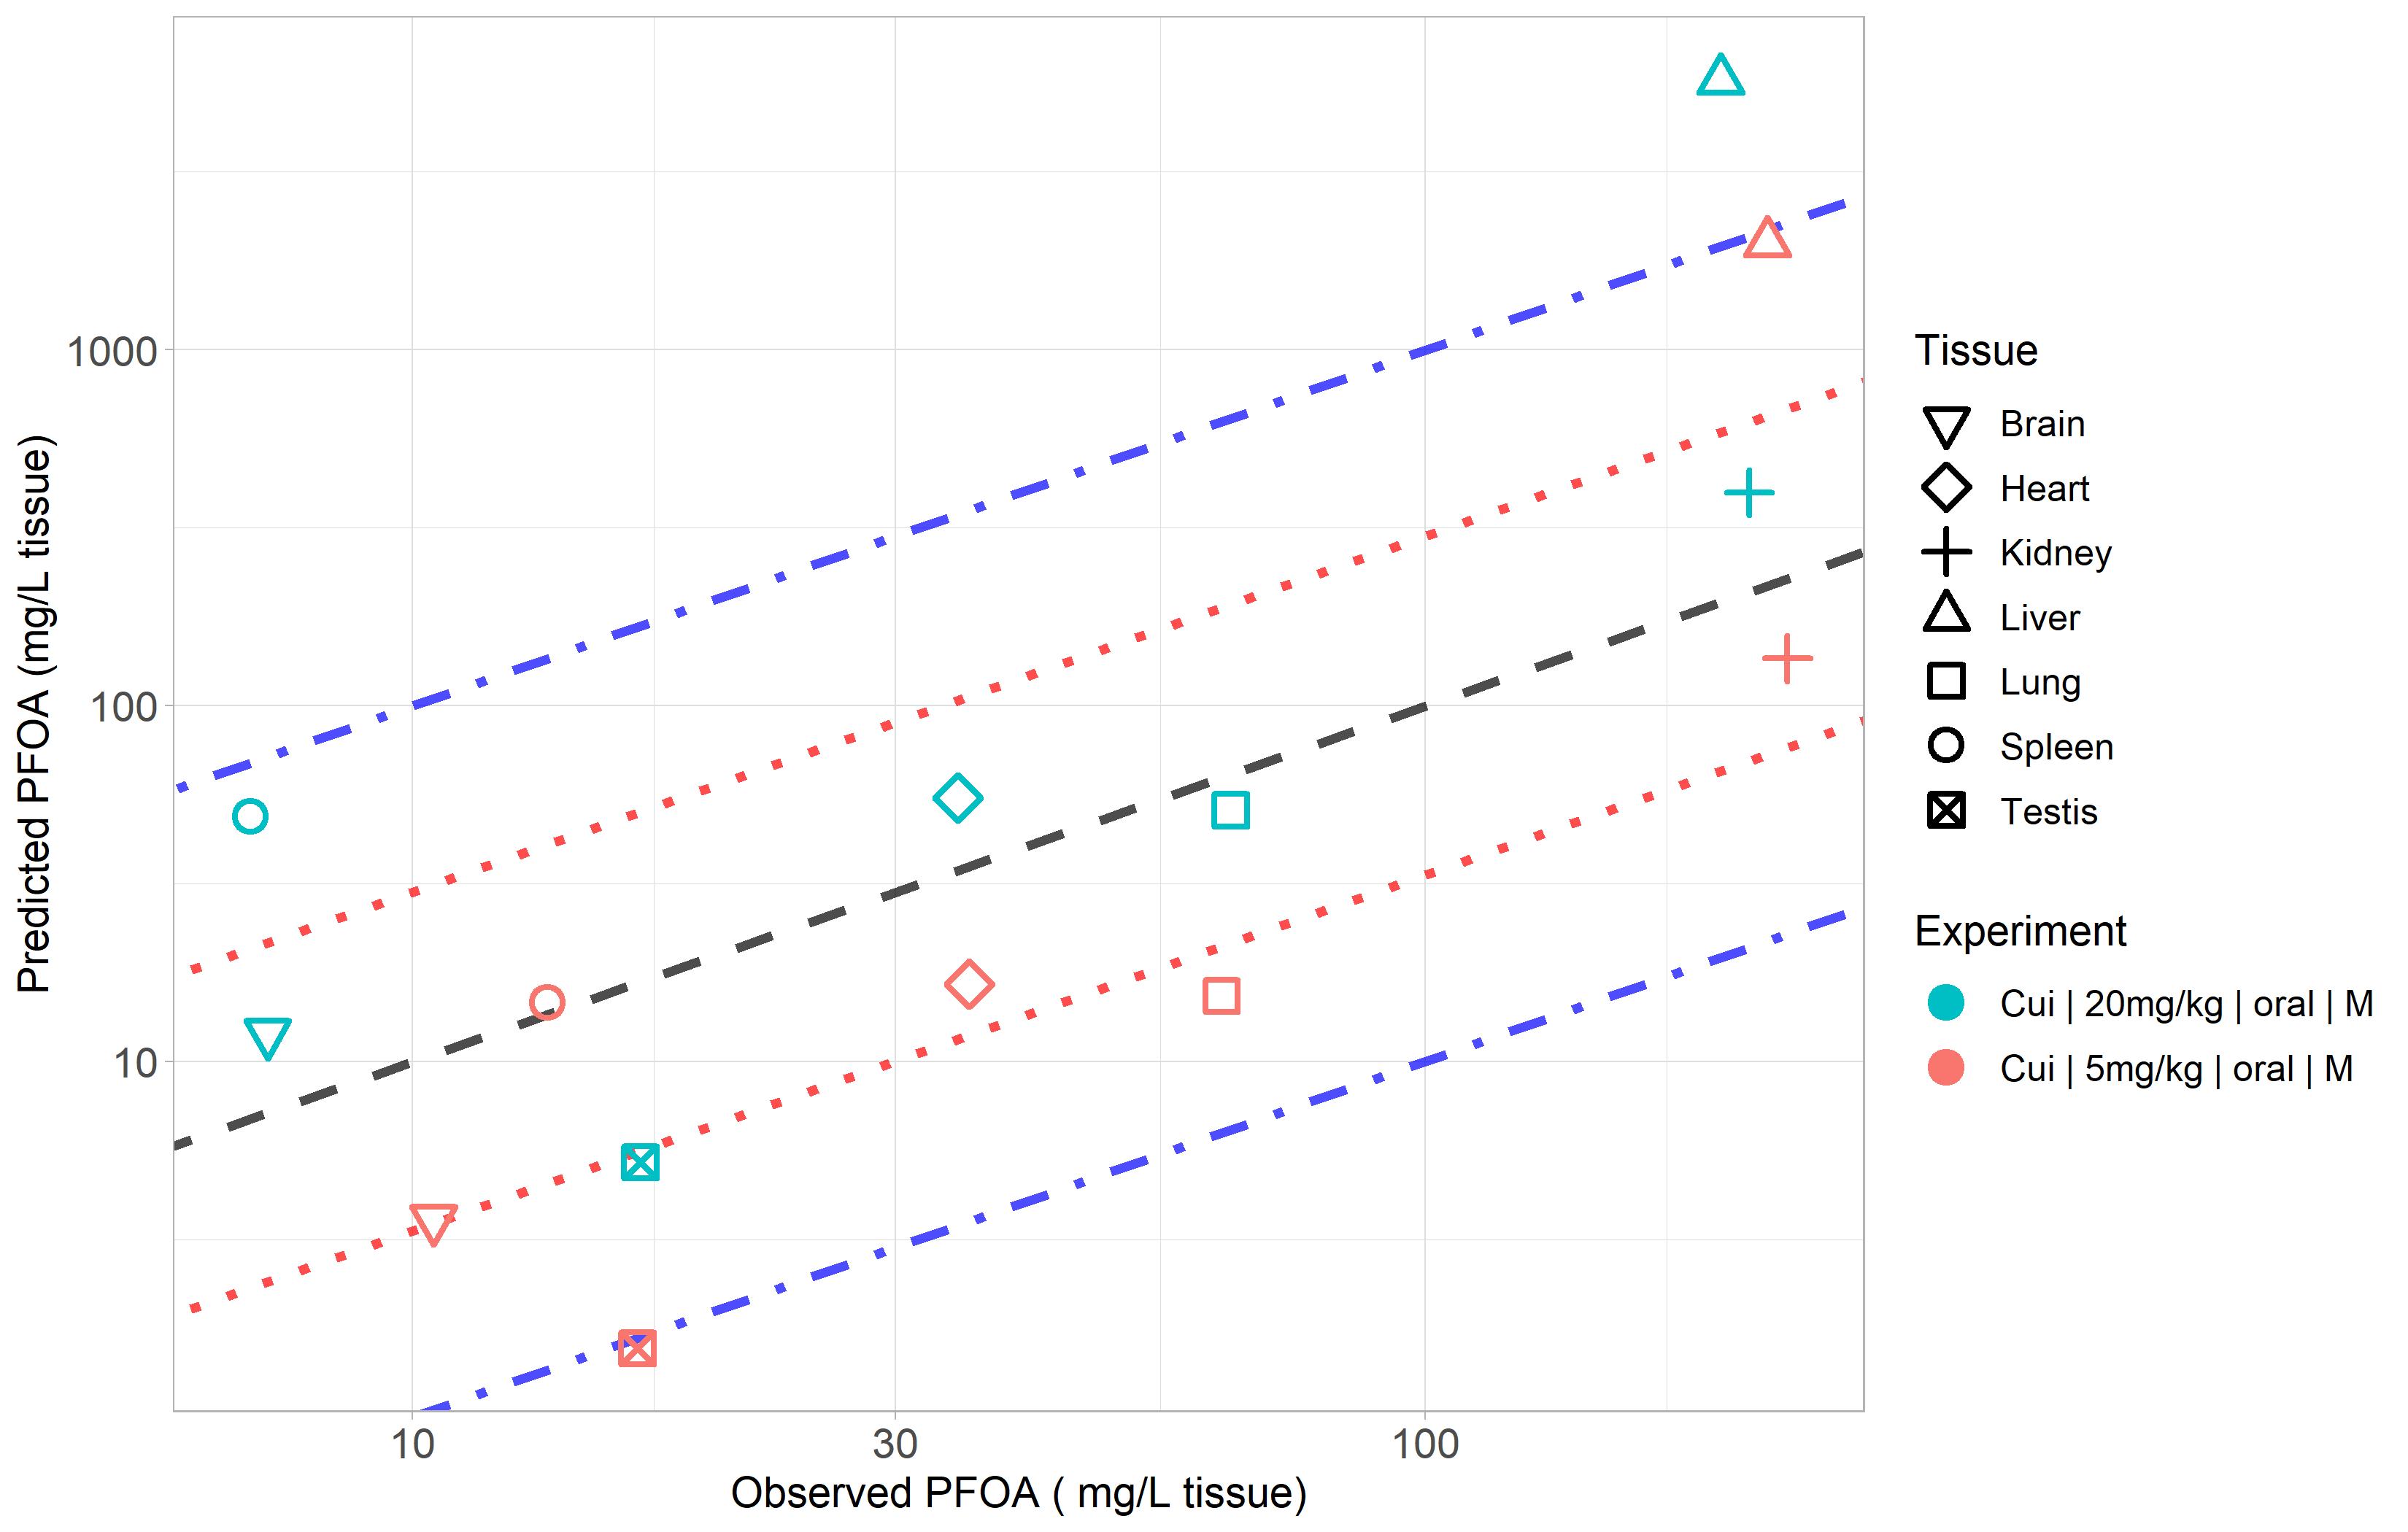 Predicted PFOA (mg/L tissue)
1000
100
10
10
30
100
Observed PFOA ( mg/L tissue)
Tissue
Brain
Heart
Kidney
Liver
Lung
Spleen
Testis
Experiment
Cui | 20mg/kg | oral | M
Cui | 5mg/kg | oral | M